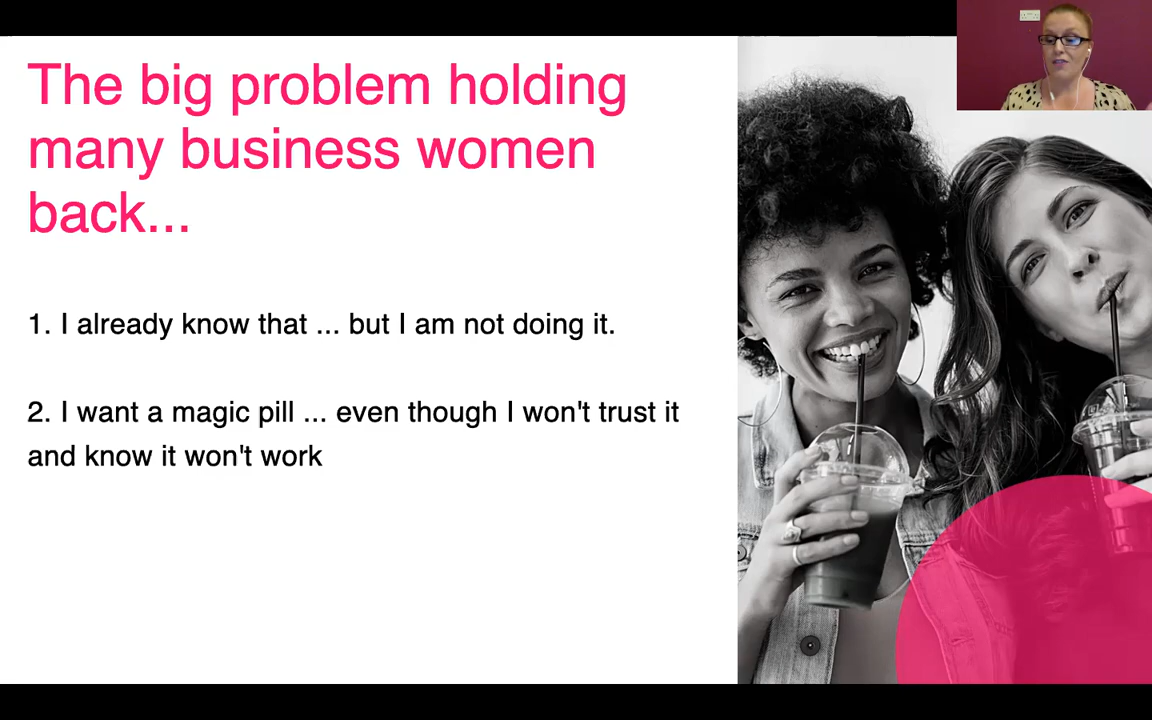 The big problem holding
many business women
back...
1. I already know that ... but I am not doing it.
2. I want a magic pill ... even though I won't trust it
and know it won't work